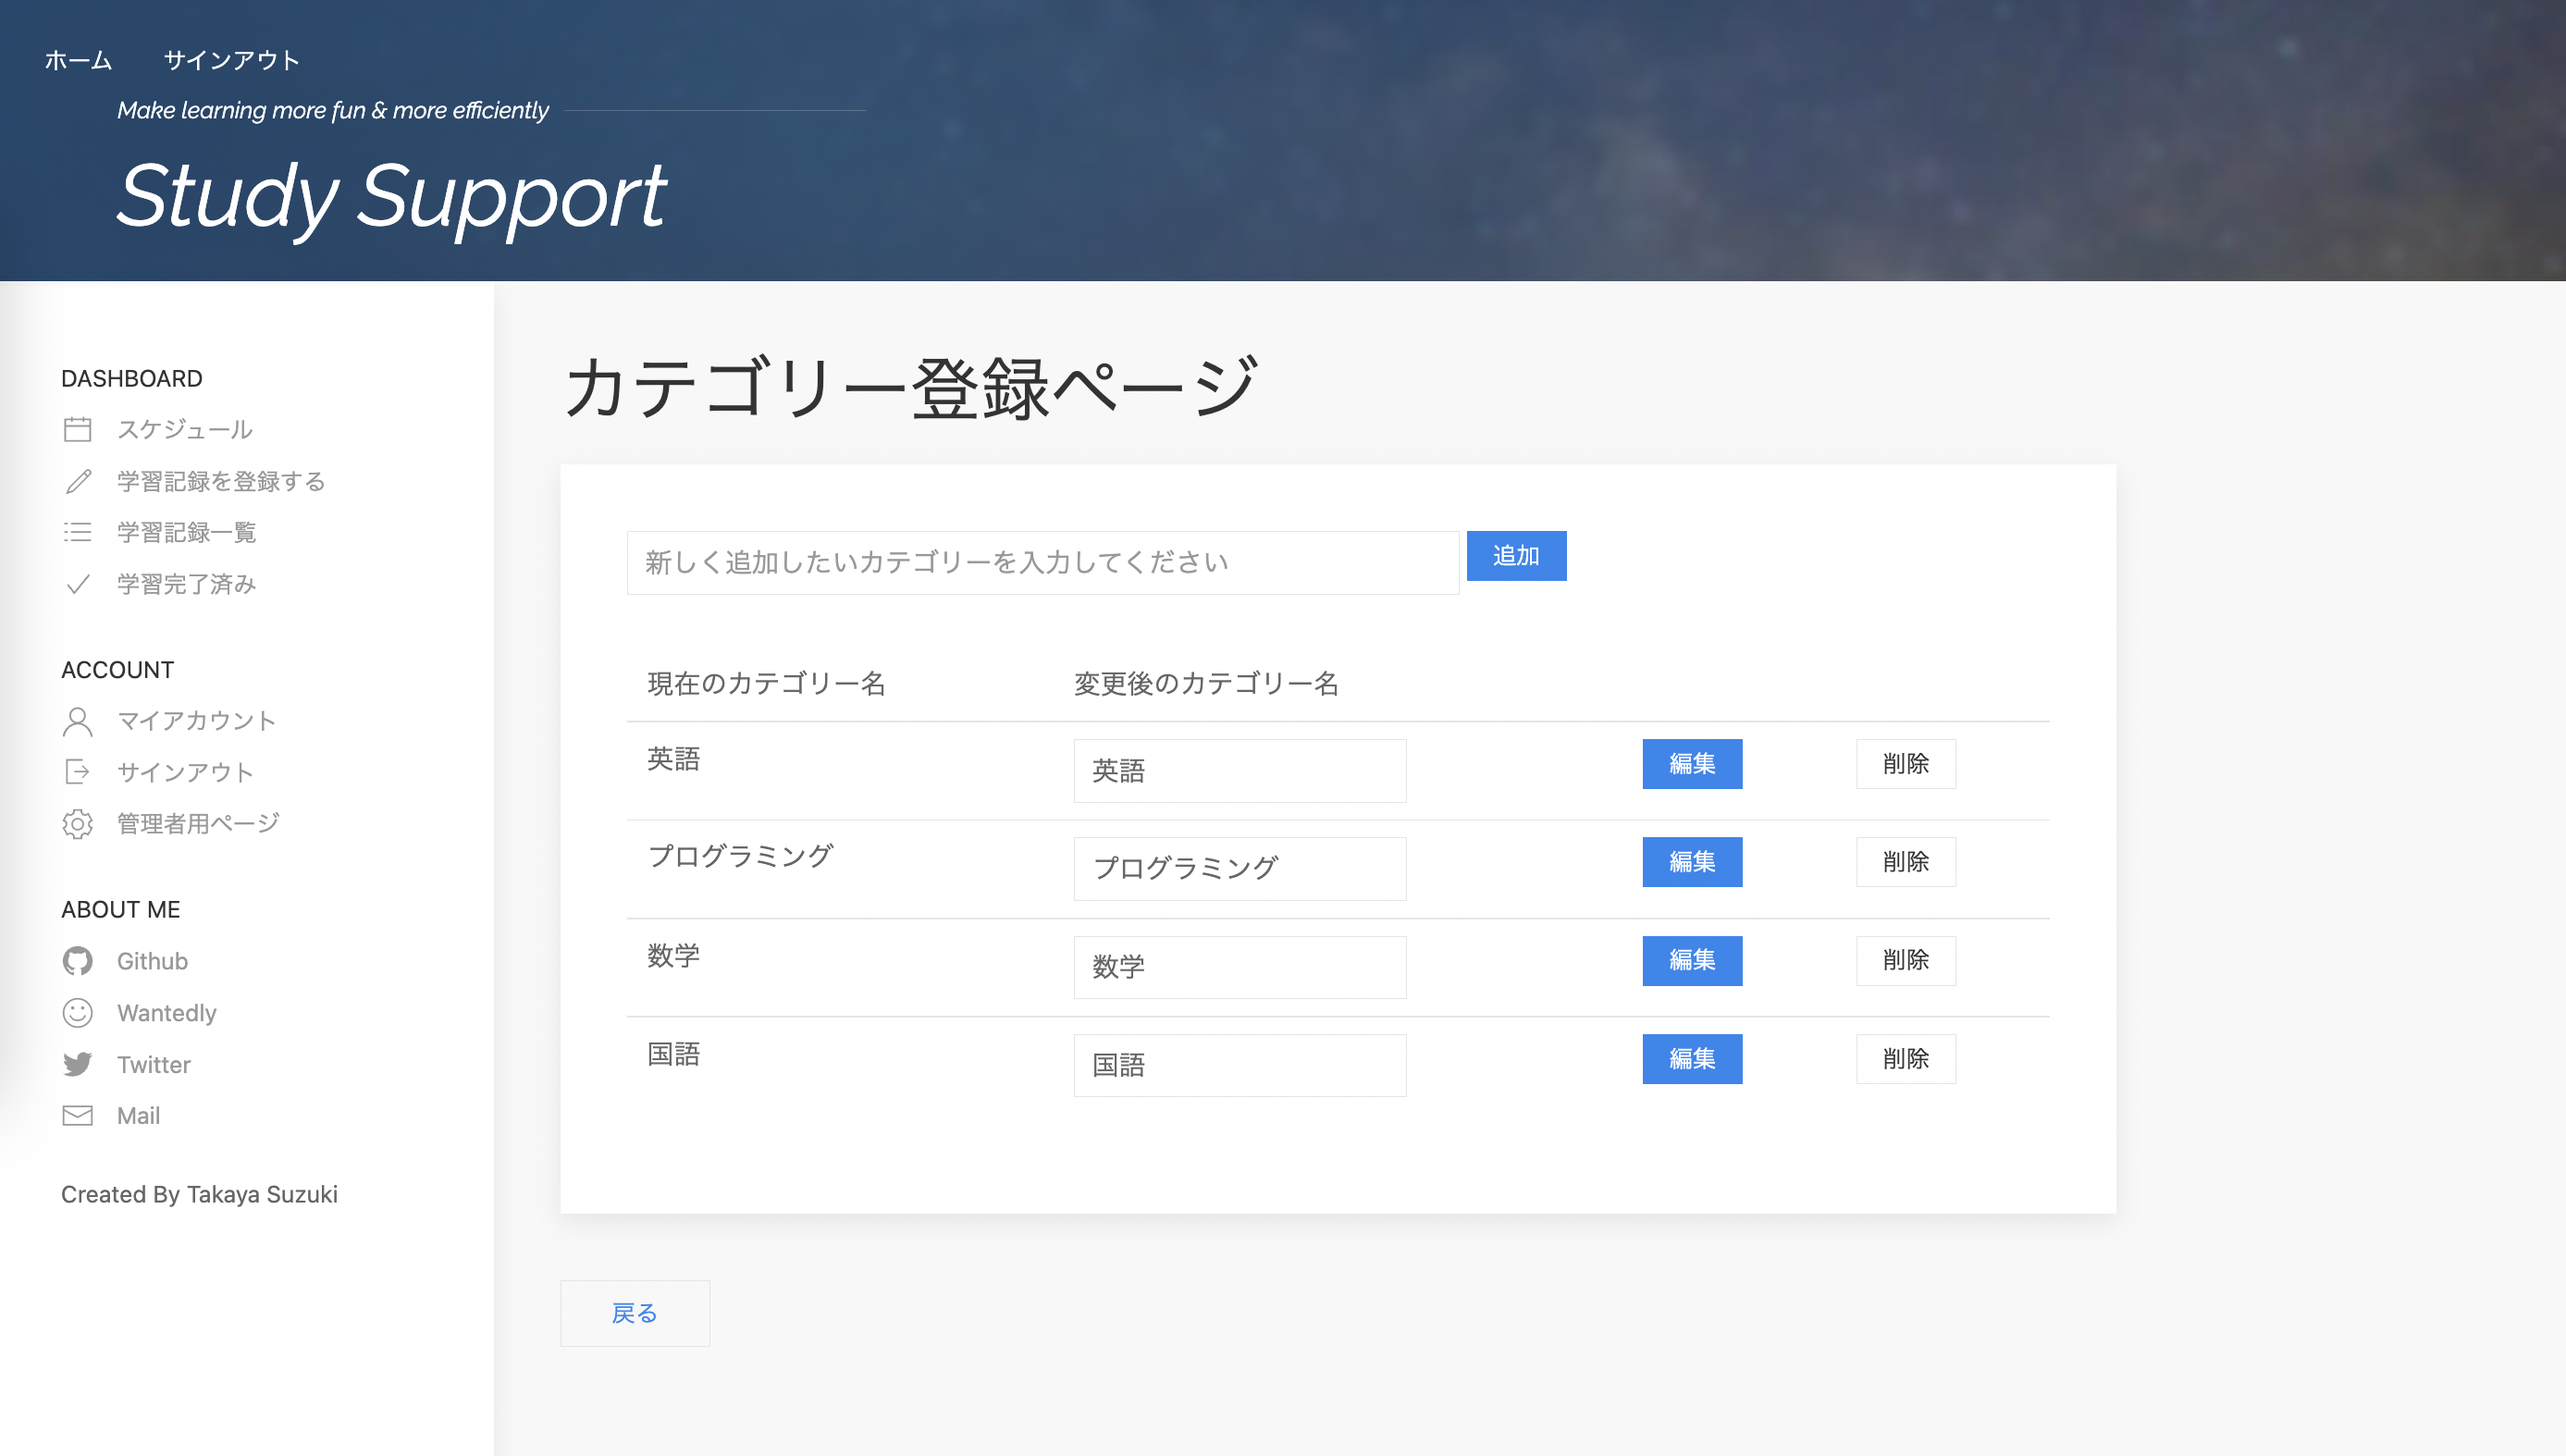 ホーム サインアウト
Make learning more fun & more efficiently
Study Support
DASHBOARD
スケジュール
学習記録を登録する
学習記録一覧
学習完了済み
ACCOUNT
マイアカウント
サインアウト
管理者用ページ
ABOUT ME
Github
Wantedly
Twitter
Mail
Created By Takaya Suzuki
カテゴリー登録ページ
新しく追加したいカテゴリーを入力してください 追加
現在のカテゴリー名 変更後のカテゴリー名
英語 英語 編集 削除
プログラミング プログラミング 編集 削除
数学 数学 編集 削除
国語 国語 編集 削除
戻る